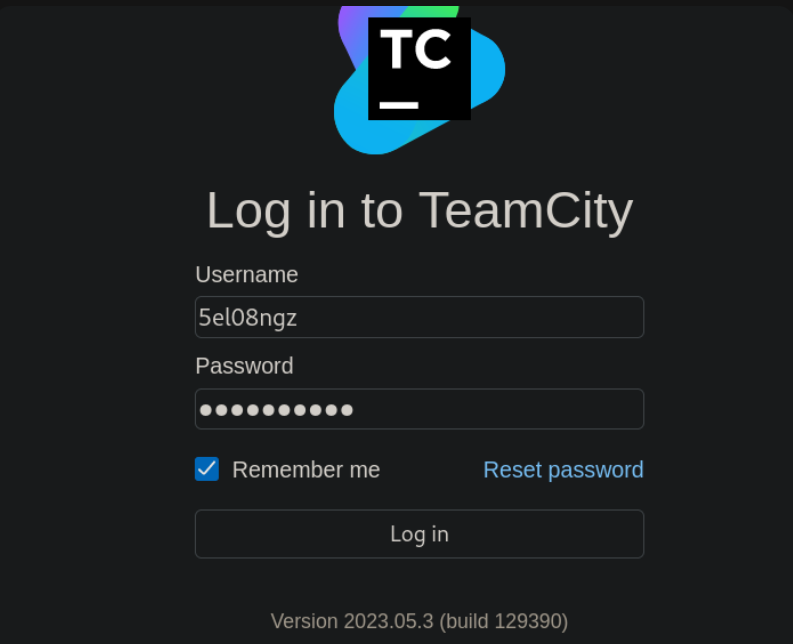 TC
Log in to TeamCity
Username
5el08ngz
Password
Remember me
Reset password
Log in
Version 2023.05.3 (build 129390)